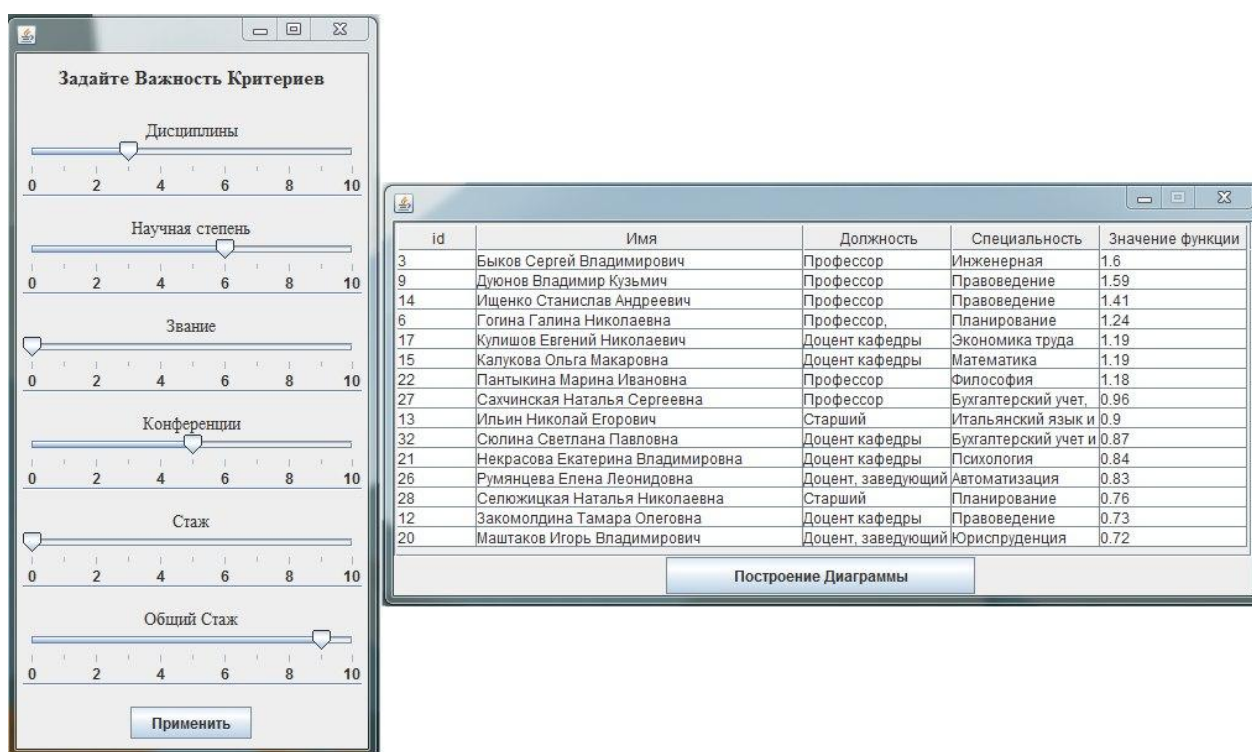 Задайте Важность Критериев
Дисциплины
0 2 4 6 8 10
Научная степень
0 2 4 6 8 10
Звание
0 2 4 6 8 10
Конференции
0 2 4 6 8 10
Стаж
0 2 4 6 8 10
Общий Стаж
0 2 4 6 8 10
Применить
id Имя Должность Специальность Значение функции
3 Быков Сергей Владимирович Профессор Инженерная 1.6
9 Дуюнов Владимир Кузьмич Профессор Правоведение 1.59
14 Ищенко Станислав Андреевич Профессор Правоведение 1.41
6 Гогина Галина Николаевна Профессор, Планирование 1.24
17 Кулишов Евгений Николаевич Доцент кафедры Экономика труда 1.19
15 Калукова Ольга Макаровна Доцент кафедры Математика 1.19
22 Пантыкина Марина Ивановна Профессор Философия 1.18
27 Сахчинская Наталья Сергеевна Профессор Бухгалтерский учет, 0.96
13 Ильин Николай Егорович Старший Итальянский язык и 0.9
32 Сюлина Светлана Павловна Доцент кафедры Бухгалтерский учет и 0.87
21 Некрасова Екатерина Владимировна Доцент кафедры Психология 0.84
26 Румянцева Елена Леонидовна Доцент, заведующий Автоматизация 0.83
28 Селюжицкая Наталья Николаевна Старший Планирование 0.76
12 Закомолдина Тамара Олеговна Доцент кафедры Правоведение 0.73
20 Маштаков Игорь Владимирович Доцент, заведующий Юриспруденция 0.72
Построение Диаграммы